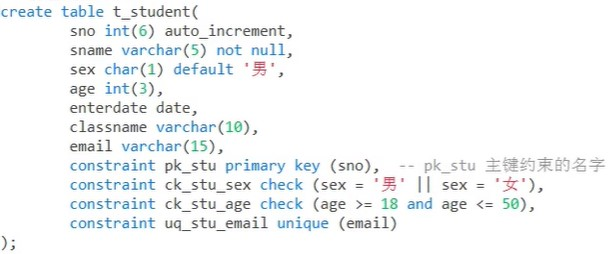 create table t_student(
        sno int(6) auto_increment,
        sname varchar(5) not null,
        sex char(1) default '男',
        age int(3),
        enterdate date,
        classname varchar(10),
        email varchar(15),
        constraint pk_stu primary key (sno),  -- pk_stu 主键约束的名字
        constraint ck_stu_sex check (sex = '男' || sex = '女'),
        constraint ck_stu_age check (age >= 18 and age <= 50),
        constraint uq_stu_email unique (email)
);